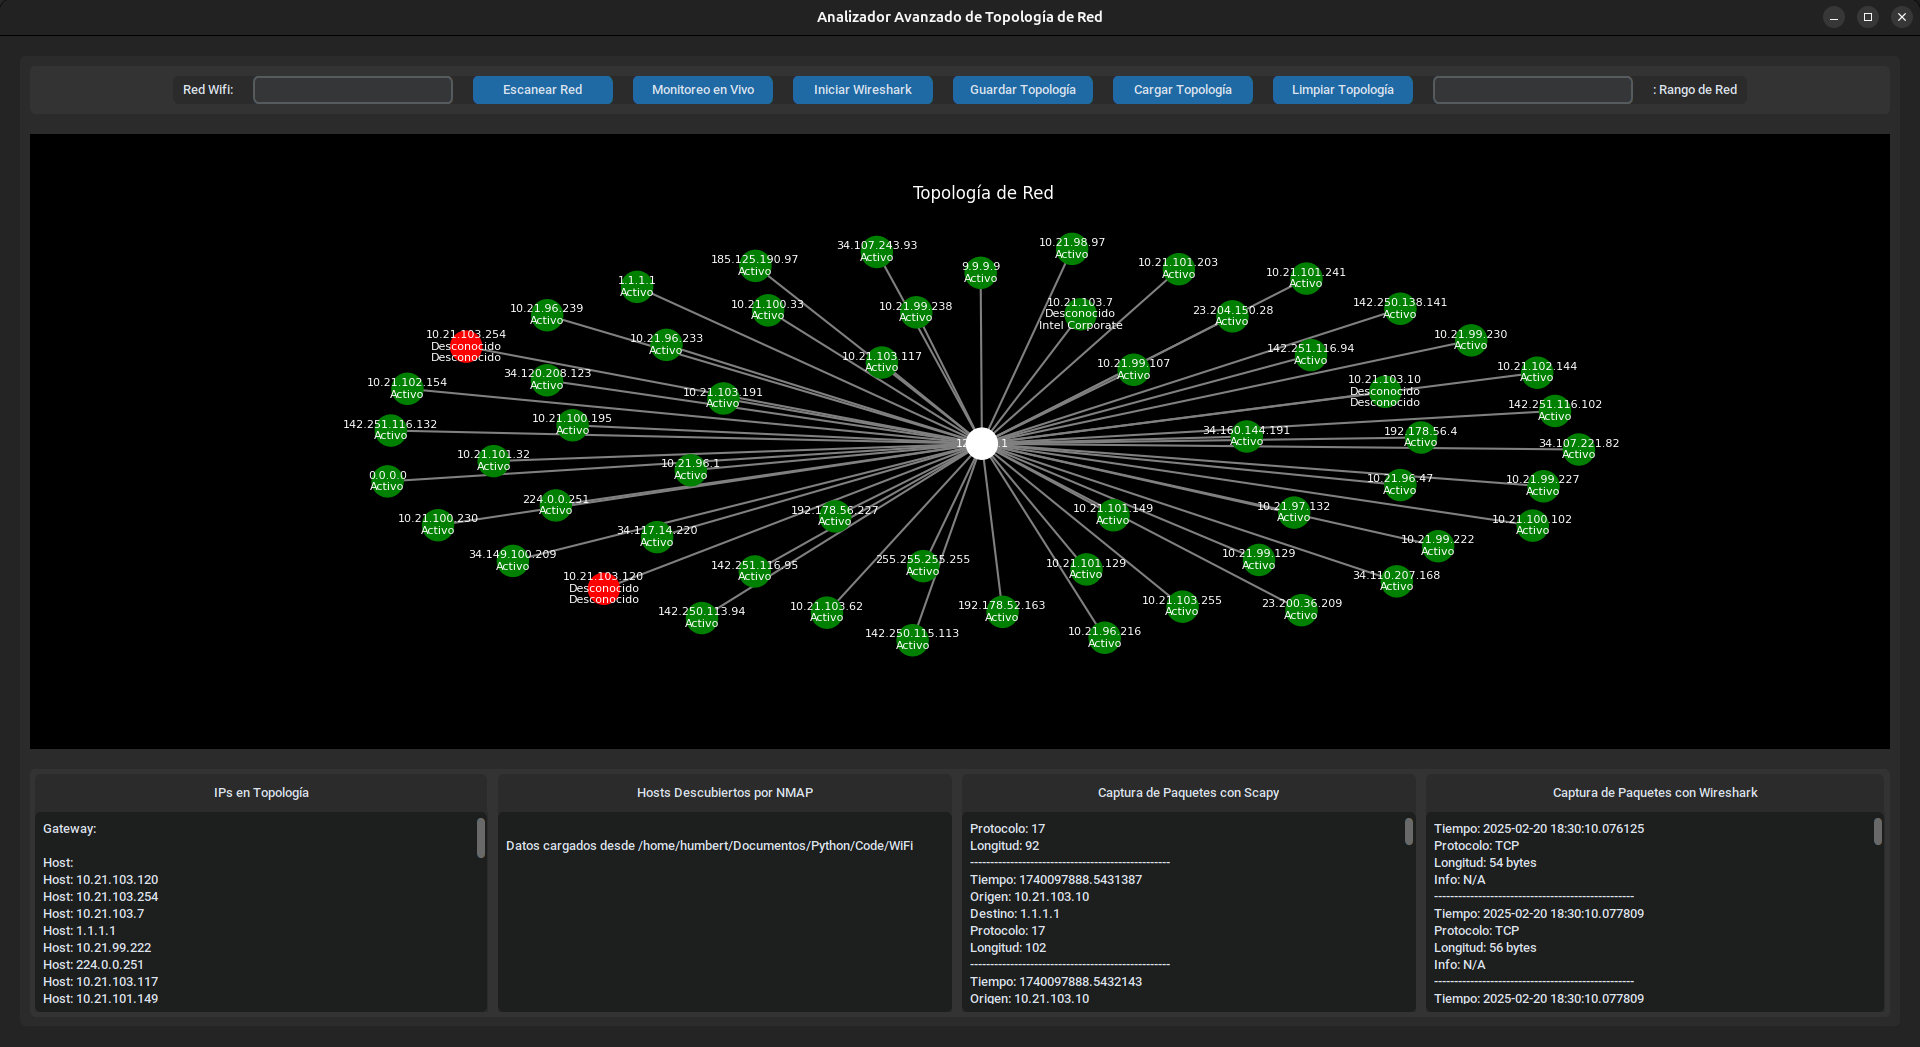 Analizador Avanzado de Topología de Red
Red Wifi:
Escanear Red
Monitoreo en Vivo
Iniciar Wireshark
Guardar Topología
Cargar Topología
Limpiar Topología
: Rango de Red
Topología de Red
10.21.98.97
Activo
34.107.243.93
Activo
185.125.190.97
Activo
9.9.9.9
Activo
10.21.101.203
Activo
10.21.101.241
Activo
1.1.1.1
Activo
10.21.96.239
Activo
10.21.100.33
Activo
10.21.99.238
Activo
10.21.103.7
Desconocido
Intel Corporate
23.204.150.28
Activo
142.250.138.141
Activo
10.21.103.254
Desconocido
Desconocido
10.21.96.233
Activo
10.21.99.230
Activo
10.21.103.117
Activo
10.21.99.107
Activo
142.251.116.94
Activo
10.21.102.144
Activo
34.120.208.123
Activo
10.21.102.154
Activo
10.21.103.191
Activo
10.21.103.10
Desconocido
Desconocido
142.251.116.102
Activo
142.251.116.132
Activo
10.21.100.195
Activo
34.160.144.191
Activo
192.178.56.4
Activo
34.107.221.82
Activo
10.21.101.32
Activo
10.21.96.1
Activo
0.0.0.0
Activo
10.21.96.47
Activo
10.21.99.227
Activo
224.0.0.251
Activo
10.21.100.230
Activo
192.178.56.227
Activo
10.21.101.149
Activo
10.21.97.132
Activo
10.21.100.102
Activo
34.117.14.220
Activo
10.21.99.222
Activo
34.149.100.209
Activo
142.251.116.95
Activo
255.255.255.255
Activo
10.21.101.129
Activo
10.21.99.129
Activo
34.110.207.168
Activo
10.21.103.120
Desconocido
Desconocido
142.250.113.94
Activo
10.21.103.62
Activo
192.178.52.163
Activo
10.21.103.255
Activo
23.200.36.209
Activo
142.250.115.113
Activo
10.21.96.216
Activo
IPs en Topología
Gateway:
Host:
Host: 10.21.103.120
Host: 10.21.103.254
Host: 10.21.103.7
Host: 1.1.1.1
Host: 10.21.99.222
Host: 224.0.0.251
Host: 10.21.103.117
Host: 10.21.101.149
Hosts Descubiertos por NMAP
Datos cargados desde /home/humbert/Documentos/Python/Code/WiFi
Captura de Paquetes con Scapy
Protocolo: 17
Longitud: 92
--------------------------------------------------
Tiempo: 1740097888.5431387
Origen: 10.21.103.10
Destino: 1.1.1.1
Protocolo: 17
Longitud: 102
--------------------------------------------------
Tiempo: 1740097888.5432143
Origen: 10.21.103.10
Captura de Paquetes con Wireshark
Tiempo: 2025-02-20 18:30:10.076125
Protocolo: TCP
Longitud: 54 bytes
Info: N/A
--------------------------------------------------
Tiempo: 2025-02-20 18:30:10.077809
Protocolo: TCP
Longitud: 56 bytes
Info: N/A
--------------------------------------------------
Tiempo: 2025-02-20 18:30:10.077809